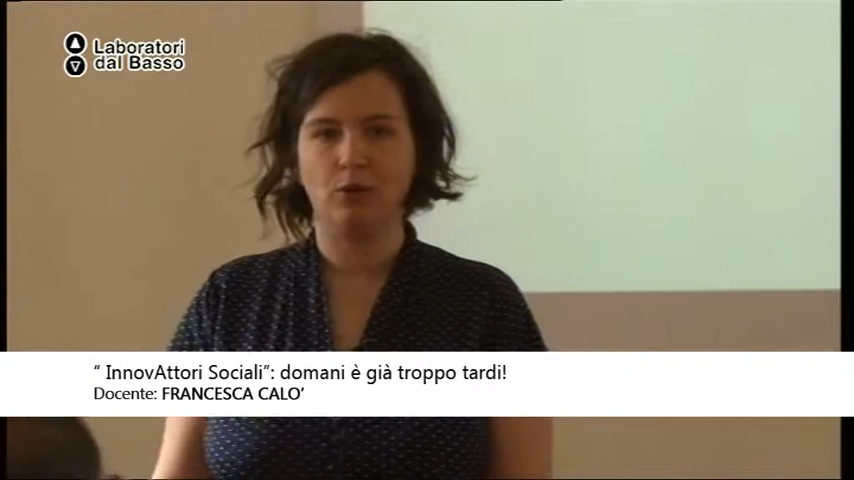 Laboratori
dal Basso
“ InnovAttori Sociali”: domani è già troppo tardi!
Docente: FRANCESCA CALO’